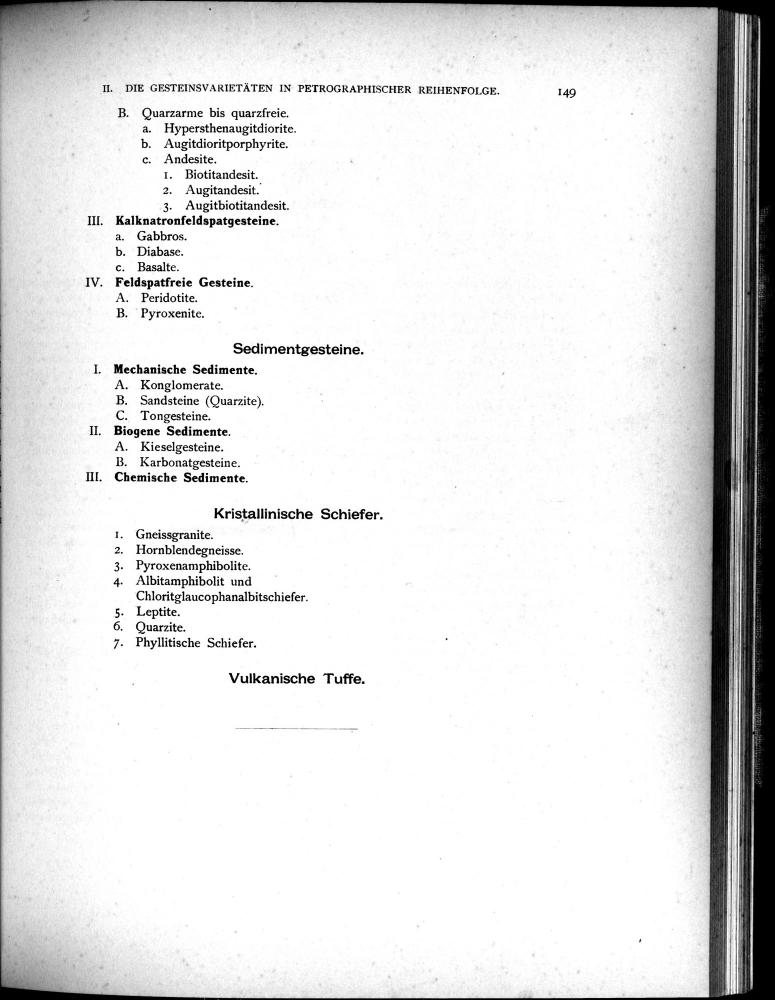 II. DIE GESTEINSVARIETÄTEN IN PETROGRAPHISCHER REIHENFOLGE. 149
B. Quarzarme bis quarzfreie.
a. Hypersthenaugitdiorite.
b. Augitdioritporphyrite.
c. Andesite.
1. Biotitandesit.
2. Augitandesit.
3. Augitbiotitandesit.
III. Kalknatronfeldspatgesteine.
a. Gabbros.
b. Diabase.
c. Basalte.
IV. Feldspatfreie Gesteine.
A. Peridotite.
B. Pyroxenite.
Sedimentgesteine.
I. Mechanische Sedimente.
A. Konglomerate.
B. Sandsteine (Quarzite).
C. Tongesteine.
II. Biogene Sedimente.
A. Kieselgesteine.
B. Karbonatgesteine.
III. Chemische Sedimente.
Kristallinische Schiefer.
1. Gneissgranite.
2. Hornblendegneisse.
3. Pyroxenamphibolite.
4. Albitamphibolit und
Chloritglaucophanalbitschiefer.
5. Leptite.
6. Quarzite.
7. Phyllitische Schiefer.
Vulkanische Tuffe.